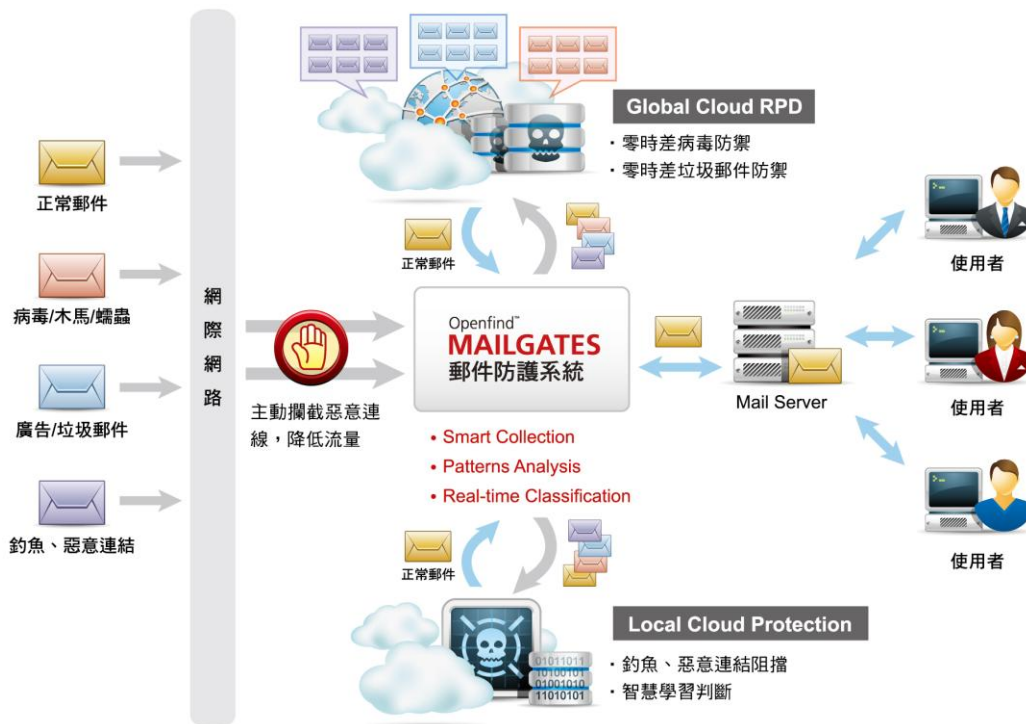 Global Cloud RPD
・零時差病毒防禦
・零時差垃圾郵件防禦
正常郵件
病毒/木馬/蠕蟲
廣告/垃圾郵件
釣魚、惡意連結
網際網路
主動攔截惡意連
線，降低流量
正常郵件
Openfind™
MAILGATES
郵件防護系統
• Smart Collection
• Patterns Analysis
• Real-time Classification
正常郵件
Mail Server
使用者
使用者
使用者
Local Cloud Protection
・釣魚、惡意連結阻擋
・智慧學習判斷
01011011
10100101
01001010
11010101